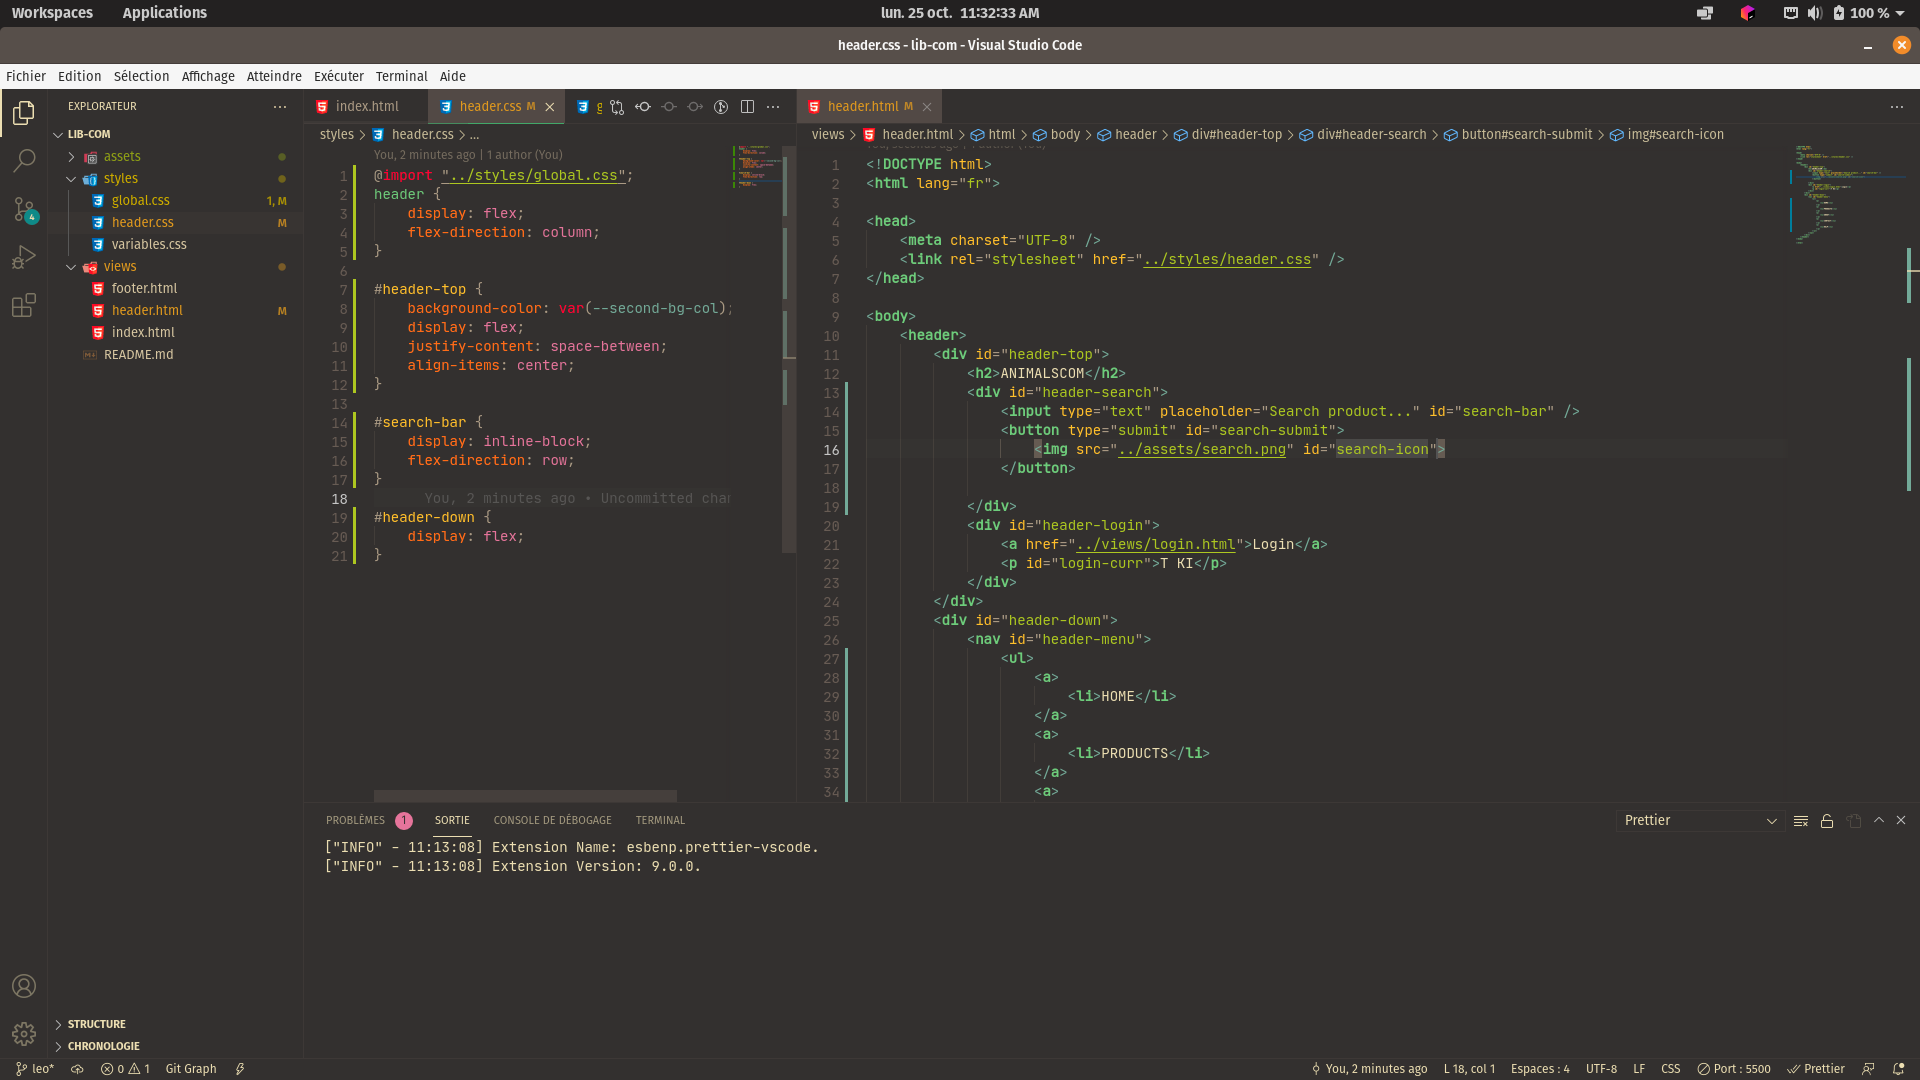 Workspaces Applications lun. 25 oct. 11:32:33 AM 100 %
header.css - lib-com - Visual Studio Code
Fichier Edition Sélection Affichage Atteindre Exécuter Terminal Aide
EXPLORATEUR
LIB-COM
assets
styles
global.css 1, M
header.css M
variables.css
views
footer.html
header.html M
index.html
README.md
4
STRUCTURE
CHRONOLOGIE
index.html header.css M g
styles > header.css > ...
You, 2 minutes ago | 1 author (You)
1 @import "../styles/global.css";
2 header {
3 display: flex;
4 flex-direction: column;
5 }
6
7 #header-top {
8 background-color: var(--second-bg-col);
9 display: flex;
10 justify-content: space-between;
11 align-items: center;
12 }
13
14 #search-bar {
15 display: inline-block;
16 flex-direction: row;
17 }
18 You, 2 minutes ago • Uncommitted
19 #header-down {
20 display: flex;
21 }
header.html M
views > header.html > html > body > header > div#header-top > div#header-search > button#search-submit > img#search-icon
1 <!DOCTYPE html>
2 <html lang="fr">
3
4 <head>
5 <meta charset="UTF-8" />
6 <link rel="stylesheet" href="../styles/header.css" />
7 </head>
8
9 <body>
10 <header>
11 <div id="header-top">
12 <h2>ANIMALSCOM</h2>
13 <div id="header-search">
14 <input type="text" placeholder="Search product..." id="search-bar" />
15 <button type="submit" id="search-submit">
16 <img src="../assets/search.png" id="search-icon">
17 </button>
18
19 </div>
20 <div id="header-login">
21 <a href="../views/login.html">Login</a>
22 <p id="login-curr">T KI</p>
23 </div>
24 </div>
25 <div id="header-down">
26 <nav id="header-menu">
27 <ul>
28 <a>
29 <li>HOME</li>
30 </a>
31 <a>
32 <li>PRODUCTS</li>
33 </a>
34 <a>
PROBLÈMES 1 SORTIE CONSOLE DE DÉBOGAGE TERMINAL Prettier
["INFO" - 11:13:08] Extension Name: esbenp.prettier-vscode.
["INFO" - 11:13:08] Extension Version: 9.0.0.
leo* 0 1 Git Graph You, 2 minutes ago L 18, col 1 Espaces : 4 UTF-8 LF CSS Port : 5500 Prettier